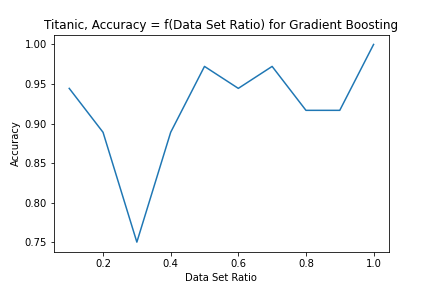 Titanic, Accuracy = f(Data Set Ratio) for Gradient Boosting
1.00
0.95
0.90
0.85
0.80
0.75
Accuracy
0.2 0.4 0.6 0.8 1.0
Data Set Ratio